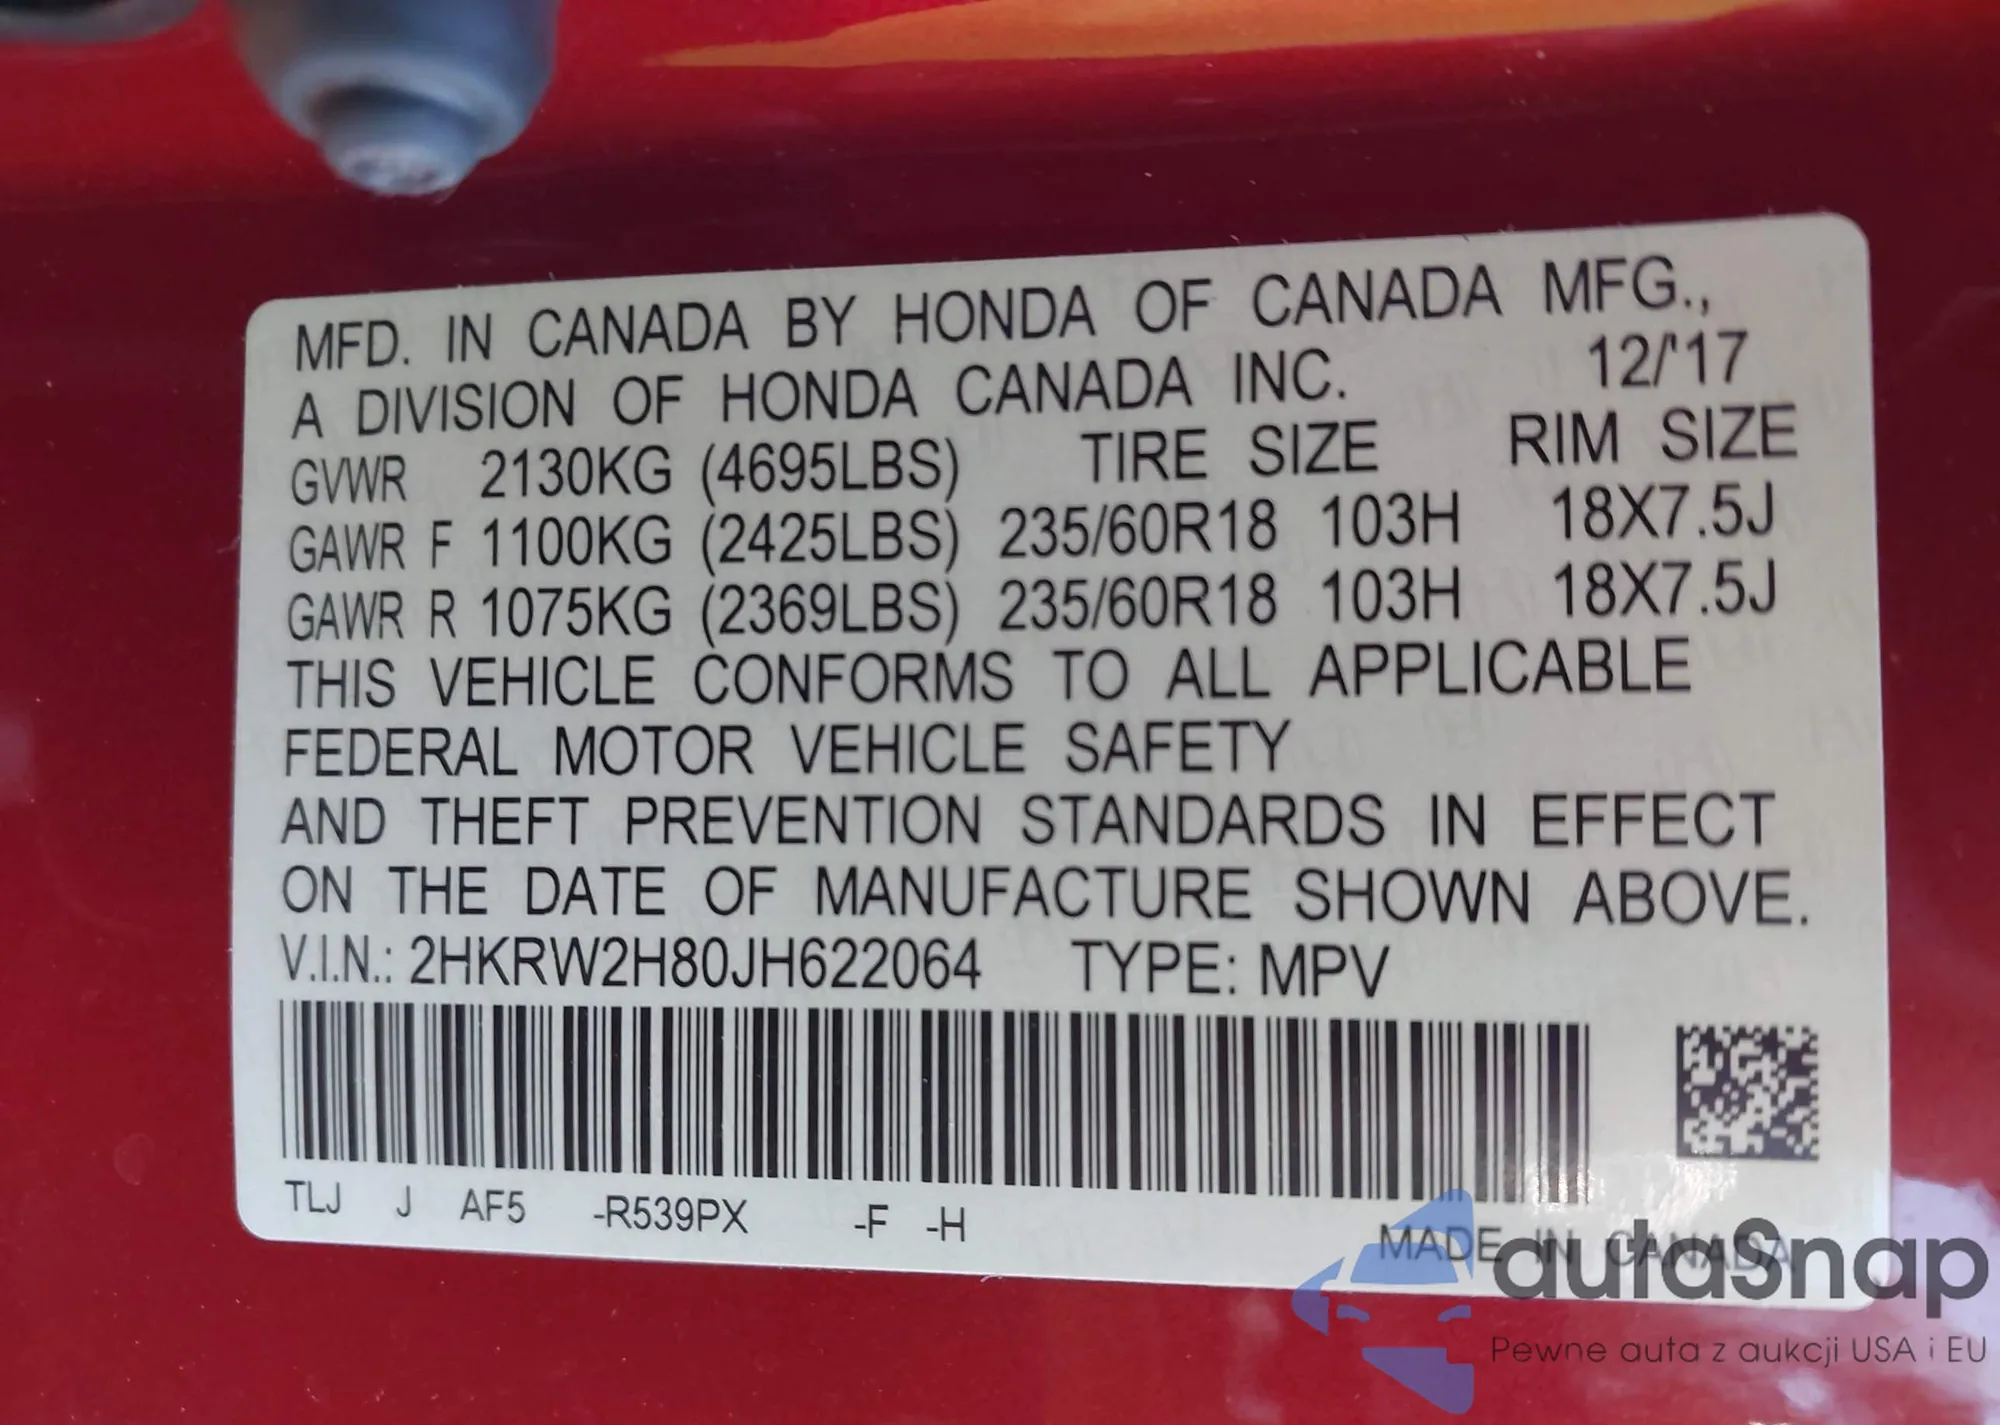 MFD. IN CANADA BY HONDA OF CANADA MFG.,
A DIVISION OF HONDA CANADA INC. 12/'17
GVWR 2130KG (4695LBS) TIRE SIZE RIM SIZE
GAWR F 1100KG (2425LBS) 235/60R18 103H 18X7.5J
GAWR R 1075KG (2369LBS) 235/60R18 103H 18X7.5J
THIS VEHICLE CONFORMS TO ALL APPLICABLE
FEDERAL MOTOR VEHICLE SAFETY
AND THEFT PREVENTION STANDARDS IN EFFECT
ON THE DATE OF MANUFACTURE SHOWN ABOVE.
V.I.N.: 2HKRW2H80JH622064 TYPE: MPV
TLJ J AF5 -R539PX -F -H
MADE IN CANADA
autaSnap
Pewne auta z aukcji USA i EU